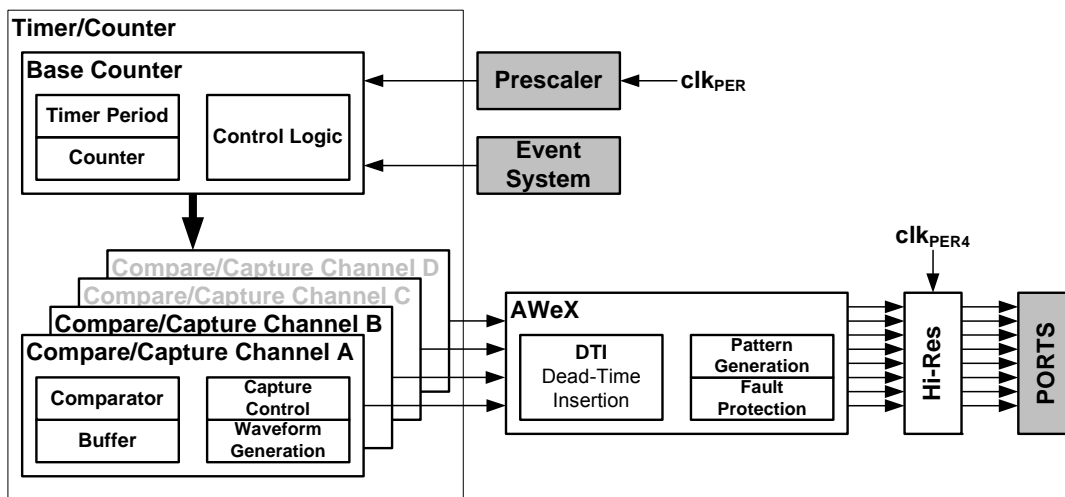 Timer/Counter
Base Counter
Timer Period
Counter
Control Logic
Prescaler
clkPER
Event
System
Compare/Capture Channel D
Compare/Capture Channel C
Compare/Capture Channel B
Compare/Capture Channel A
Comparator
Buffer
Capture
Control
Waveform
Generation
AWeX
DTI
Dead-Time
Insertion
Pattern
Generation
Fault
Protection
clkPER4
Hi-Res
PORTS